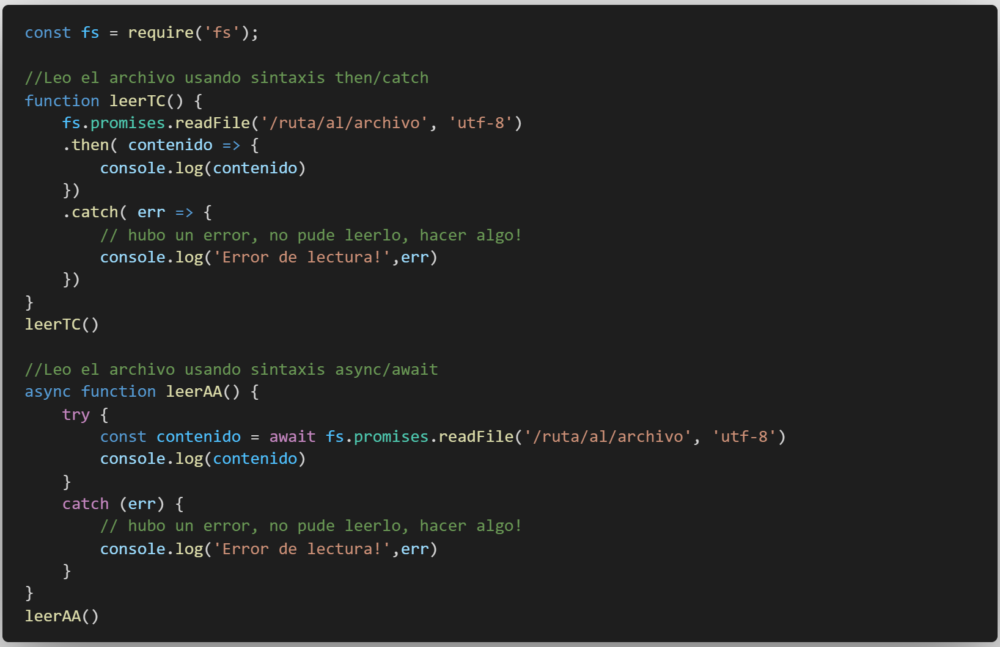 const fs = require('fs');

//Leo el archivo usando sintaxis then/catch
function leerTC() {
    fs.promises.readFile('/ruta/al/archivo', 'utf-8')
    .then( contenido => {
        console.log(contenido)
    })
    .catch( err => {
        // hubo un error, no pude leerlo, hacer algo!
        console.log('Error de lectura!',err)
    })
}
leerTC()

//Leo el archivo usando sintaxis async/await
async function leerAA() {
    try {
        const contenido = await fs.promises.readFile('/ruta/al/archivo', 'utf-8')
        console.log(contenido)
    }
    catch (err) {
        // hubo un error, no pude leerlo, hacer algo!
        console.log('Error de lectura!',err)
    }
}
leerAA()